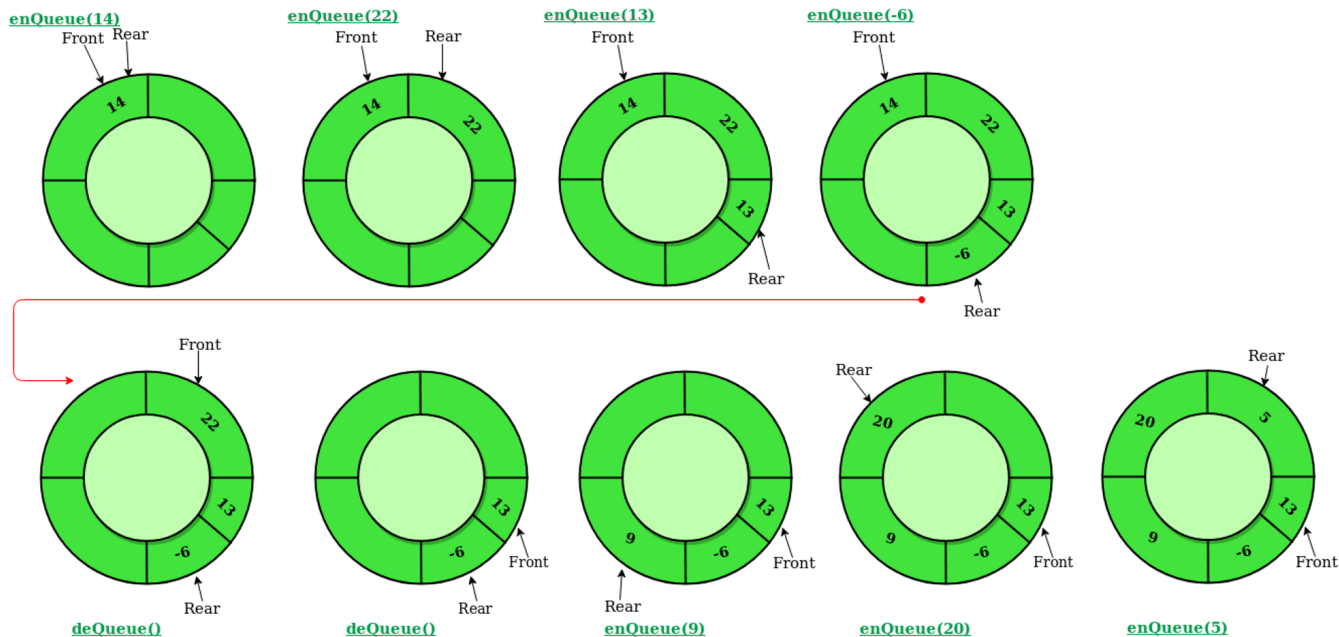 enQueue(14)
Front Rear
14
enQueue(22)
Front Rear
14
22
enQueue(13)
Front
14
22
13
Rear
enQueue(-6)
Front
14
22
13
-6
Rear
Front
22
13
-6
Rear
deQueue()
13
-6
Front
Rear
deQueue()
13
9
-6
Front
Rear
enQueue(9)
Rear
20
13
9
-6
Front
enQueue(20)
Rear
20
5
13
9
-6
Front
enQueue(5)